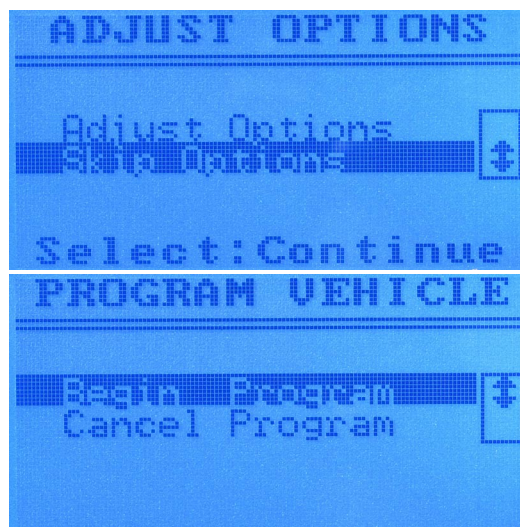 ADJUST OPTIONS
Adjust Options
Skip Options
Select:Continue
PROGRAM VEHICLE
Begin Program
Cancel Program